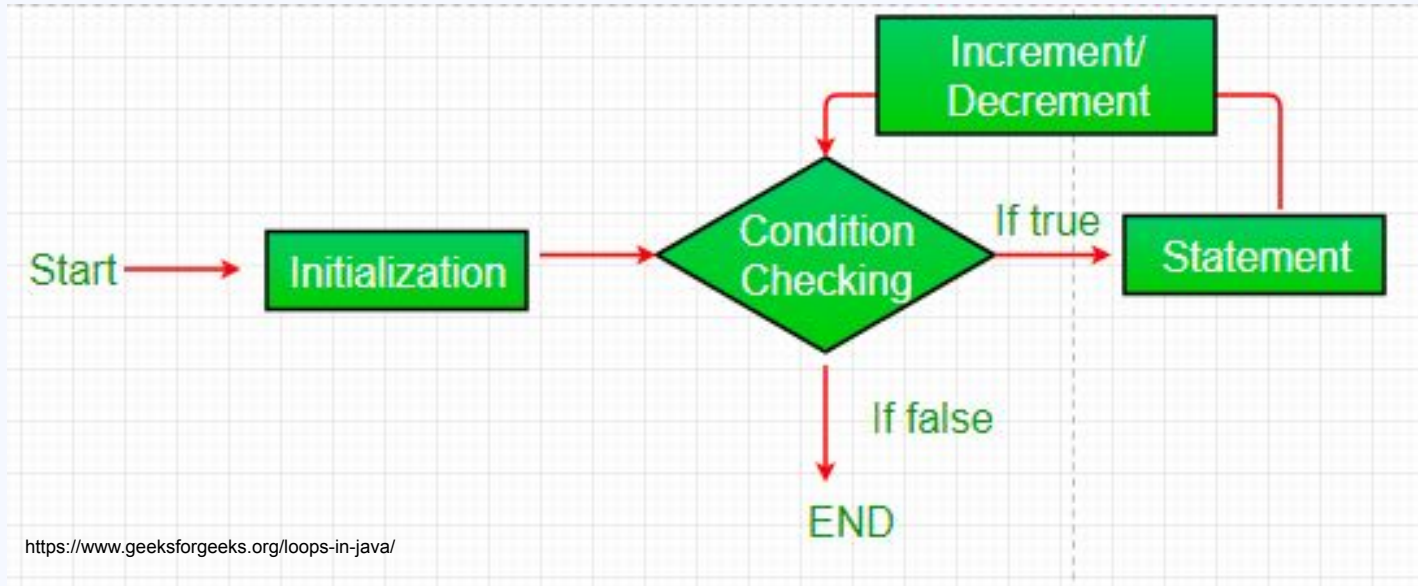 Increment/
Decrement
Start
Initialization
Condition
Checking
If true
Statement
If false
END
https://www.geeksforgeeks.org/loops-in-java/